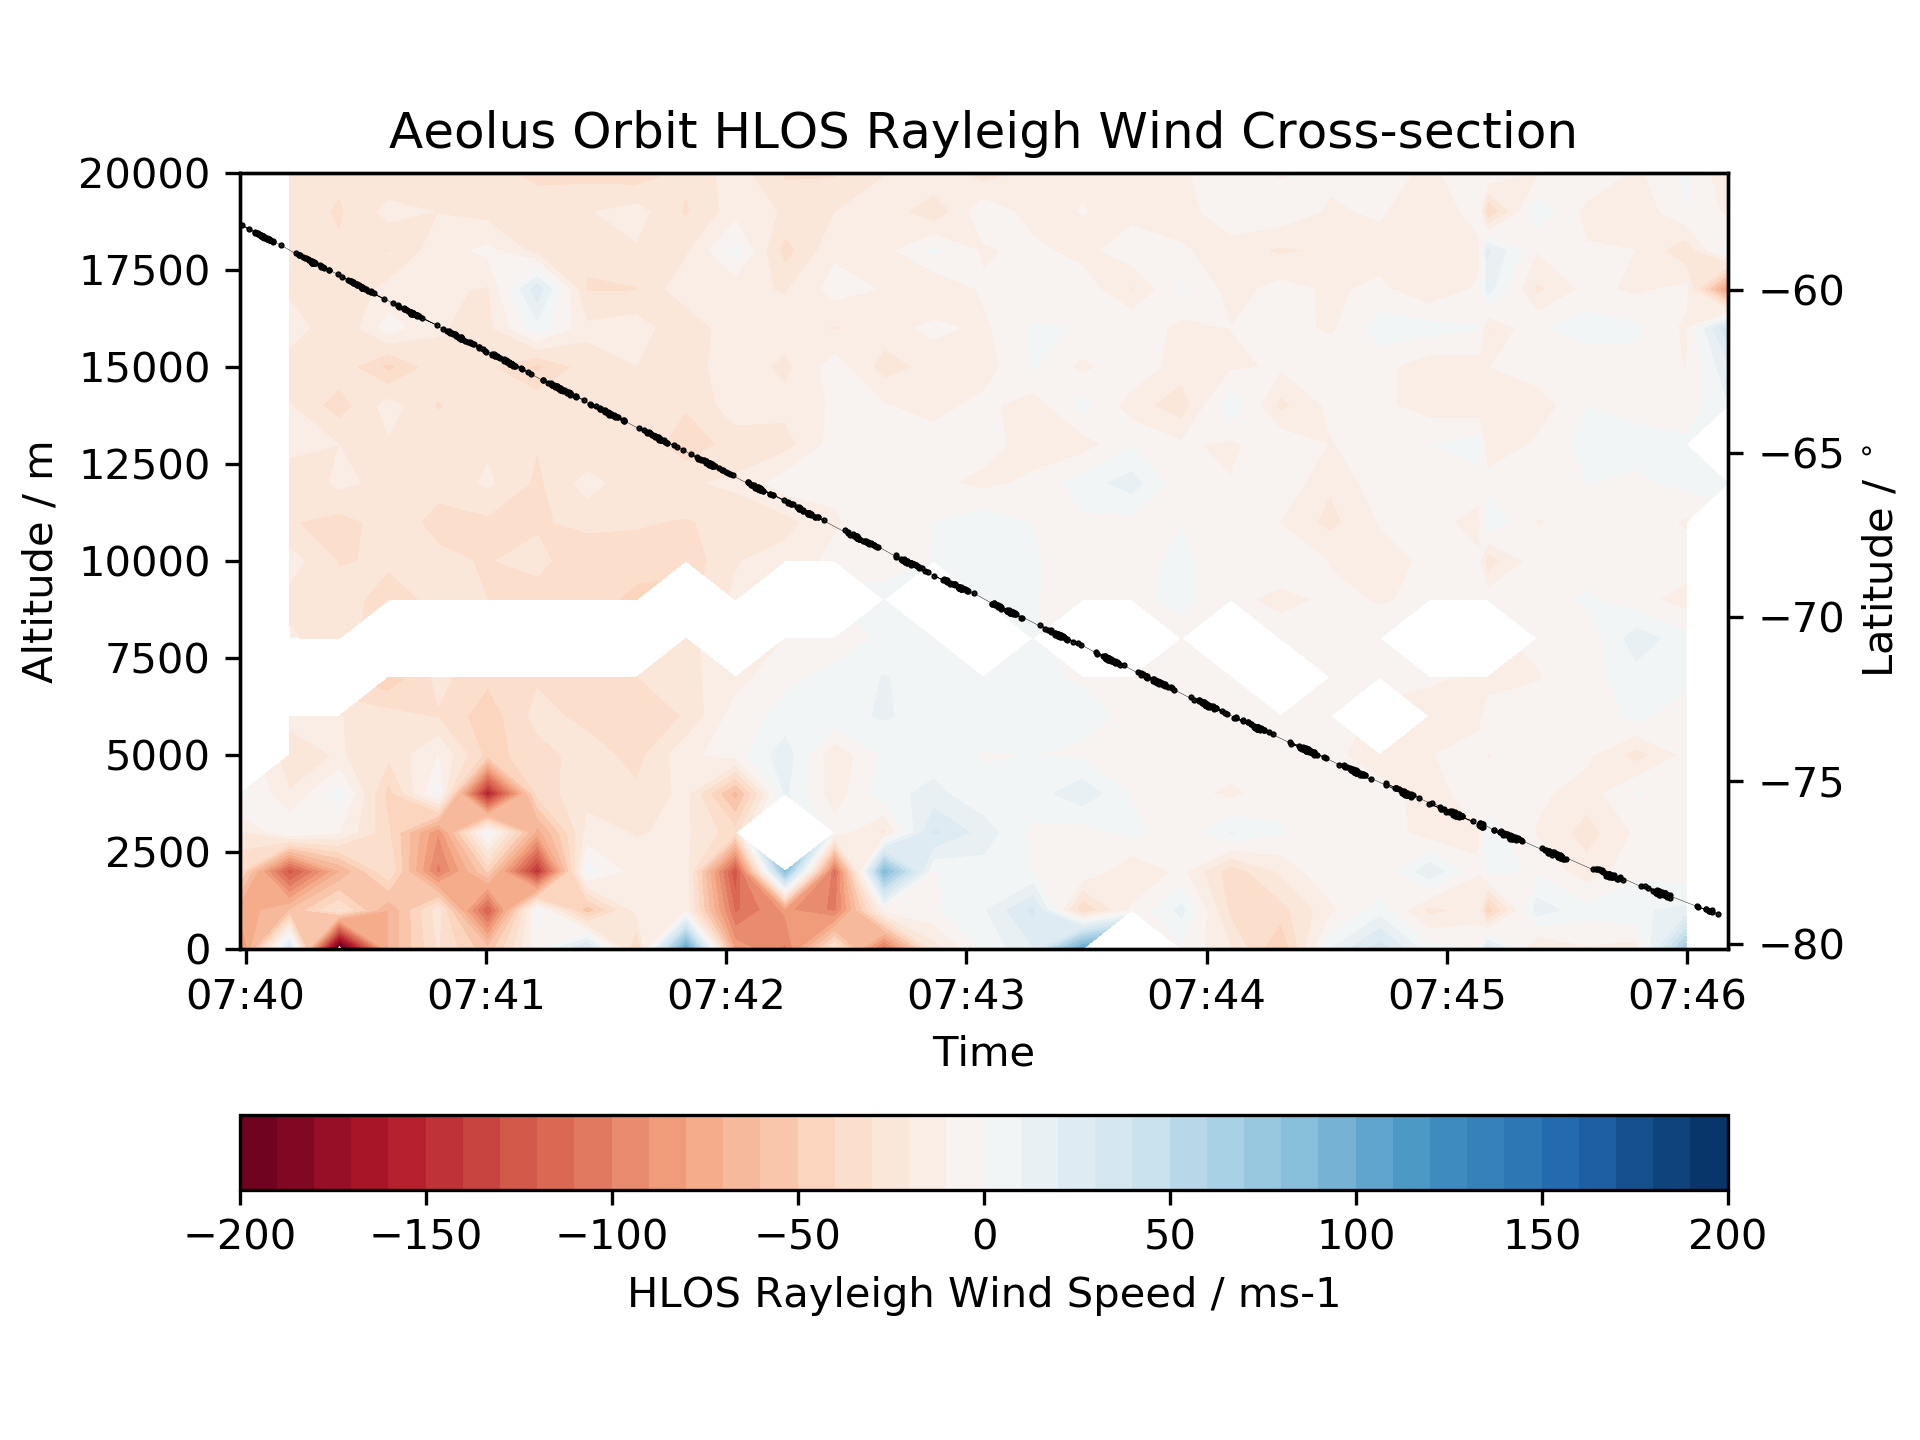 Aeolus Orbit HLOS Rayleigh Wind Cross-section
20000
17500
15000
12500
10000
7500
5000
2500
0
Altitude / m
−60
−65
−70
−75
−80
Latitude / °
07:40 07:41 07:42 07:43 07:44 07:45 07:46
Time
−200 −150 −100 −50 0 50 100 150 200
HLOS Rayleigh Wind Speed / ms-1